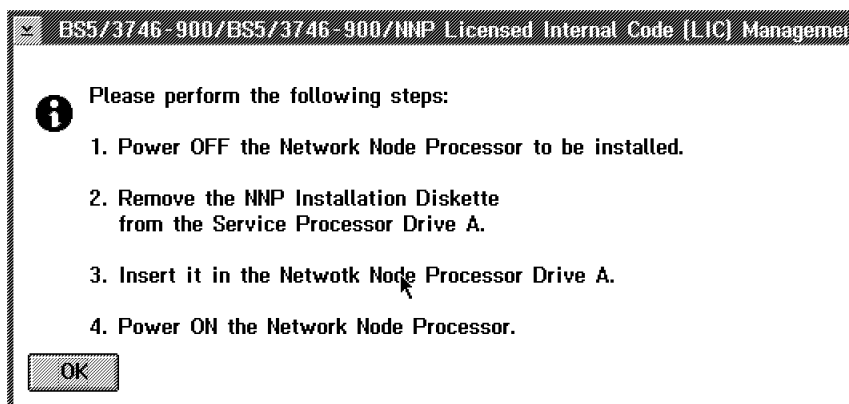 BS5/3746-900/BS5/3746-900/NNP Licensed Internal Code (LIC)
Please perform the following steps:
1. Power OFF the Network Node Processor to be installed.
2. Remove the NNP Installation Diskette
from the Service Processor Drive A.
3. Insert it in the Netwotk Node Processor Drive A.
4. Power ON the Network Node Processor.
OK